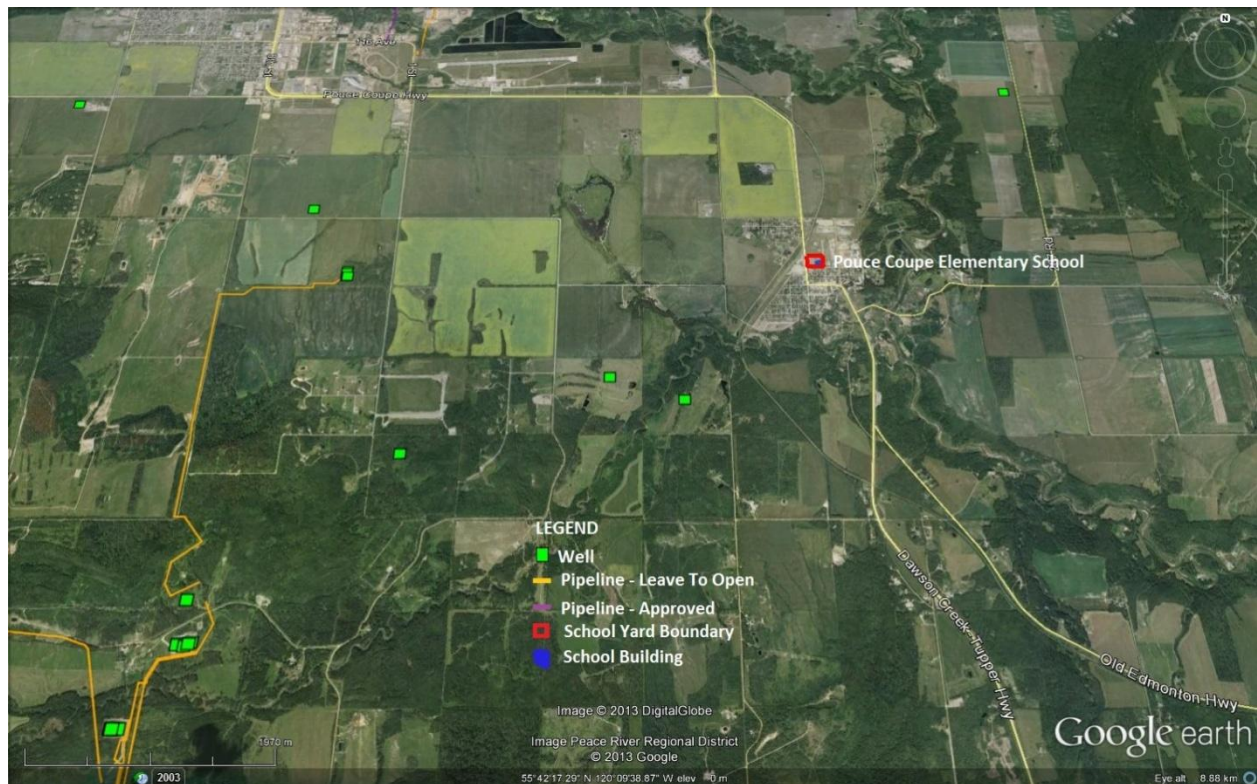 Pouce Coupe Hwy
Pouce Coupe Elementary School
LEGEND
Well
Pipeline - Leave To Open
Pipeline - Approved
School Yard Boundary
School Building
Dawson Creek-Tupper Hwy
Old Edmonton Hwy
Image © 2013 DigitalGlobe
Image Peace River Regional District
© 2013 Google
Google earth
1970 m
2003
55°42'17.29" N 120°09'38.87" W elev 0 m
Eye alt 8.88 km
N